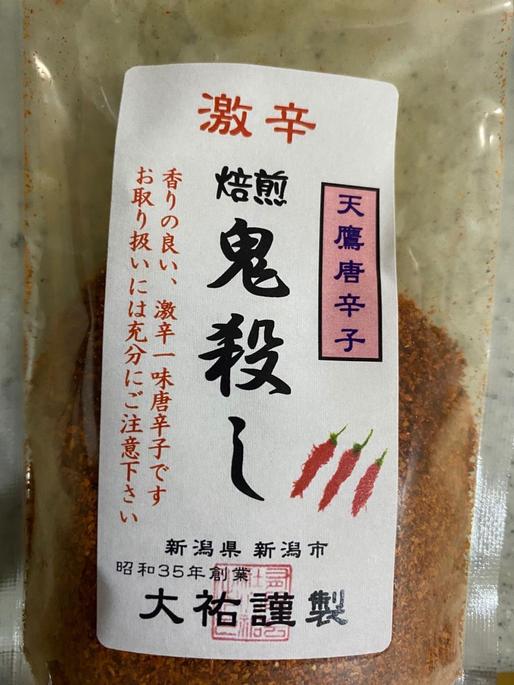 激辛
天鷹唐辛子
焙煎
鬼殺し
香りの良い、激辛一味唐辛子です
お取り扱いには充分にご注意下さい
新潟県 新潟市
昭和35年創業
大祐謹製